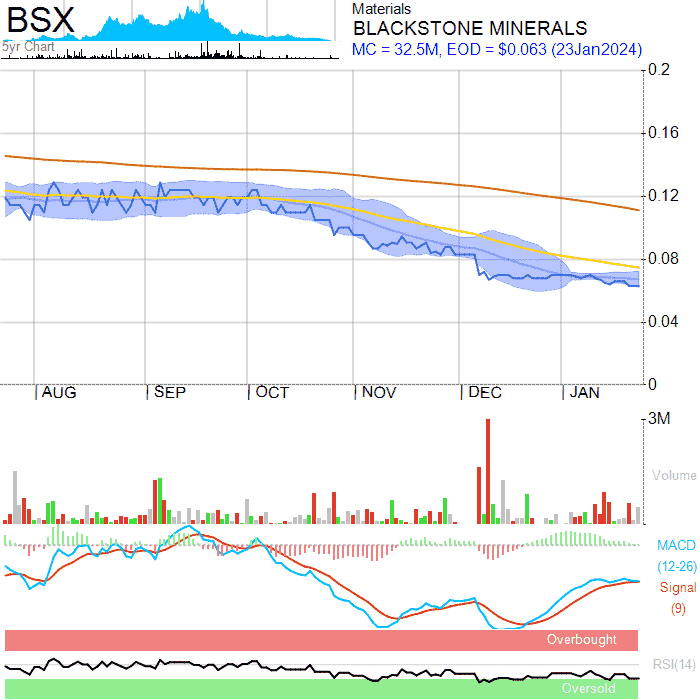 BSX
5yr Chart
Materials
BLACKSTONE MINERALS
MC = 32.5M, EOD = $0.063 (23Jan2024)
0.2
0.16
0.12
0.08
0.04
0
AUG SEP OCT NOV DEC JAN
3M
Volume
MACD
(12-26)
Signal
(9)
Overbought
RSI(14)
Oversold